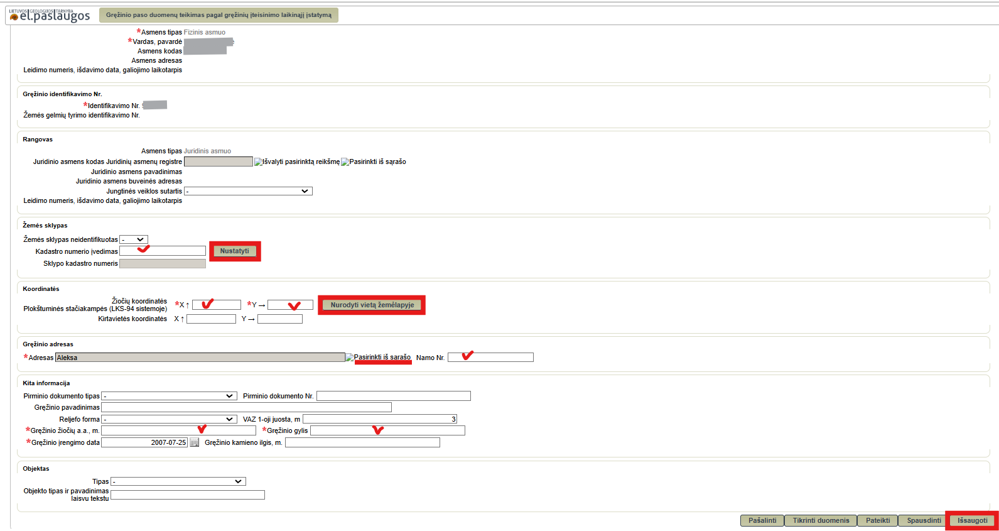 LIETUVOS GEOLOGIJOS TARNYBA
el.paslaugos
Gręžinio paso duomenų teikimas pagal gręžinių įteisinimo laikinąjį įstatymą
*Asmens tipas Fizinis asmuo
*Vardas, pavardė
Asmens kodas
Asmens adresas
Leidimo numeris, išdavimo data, galiojimo laikotarpis
Gręžinio identifikavimo Nr.
*Identifikavimo Nr.
Žemės gelmių tyrimo identifikavimo Nr.
Rangovas
Asmens tipas Juridinis asmuo
Juridinio asmens kodas Juridinių asmenų registre Išvalyti pasirinktą reikšmę Pasirinkti iš sąrašo
Juridinio asmens pavadinimas
Juridinio asmens buveinės adresas
Jungtinės veiklos sutartis -
Leidimo numeris, išdavimo data, galiojimo laikotarpis
Žemės sklypas
Žemės sklypas neidentifikuotas -
Kadastro numerio įvedimas Nustatyti
Sklypo kadastro numeris
Koordinatės
Žiočių koordinatės
Plokštuminės stačiakampės (LKS-94 sistemoje) *X ↑ *Y → Nurodyti vietą žemėlapyje
Kirtavietės koordinatės X ↑ Y →
Gręžinio adresas
*Adresas Aleksa Pasirinkti iš sąrašo Namo Nr.
Kita informacija
Pirminio dokumento tipas - Pirminio dokumento Nr.
Gręžinio pavadinimas
Reljefo forma - VAZ 1-oji juosta, m 3
*Gręžinio žiočių a.a., m. *Gręžinio gylis
*Gręžinio įrengimo data 2007-07-25 Gręžinio kamieno ilgis, m.
Objektas
Tipas -
Objekto tipas ir pavadinimas
laisvu tekstu
Pašalinti Tikrinti duomenis Pateikti Spausdinti Išsaugoti